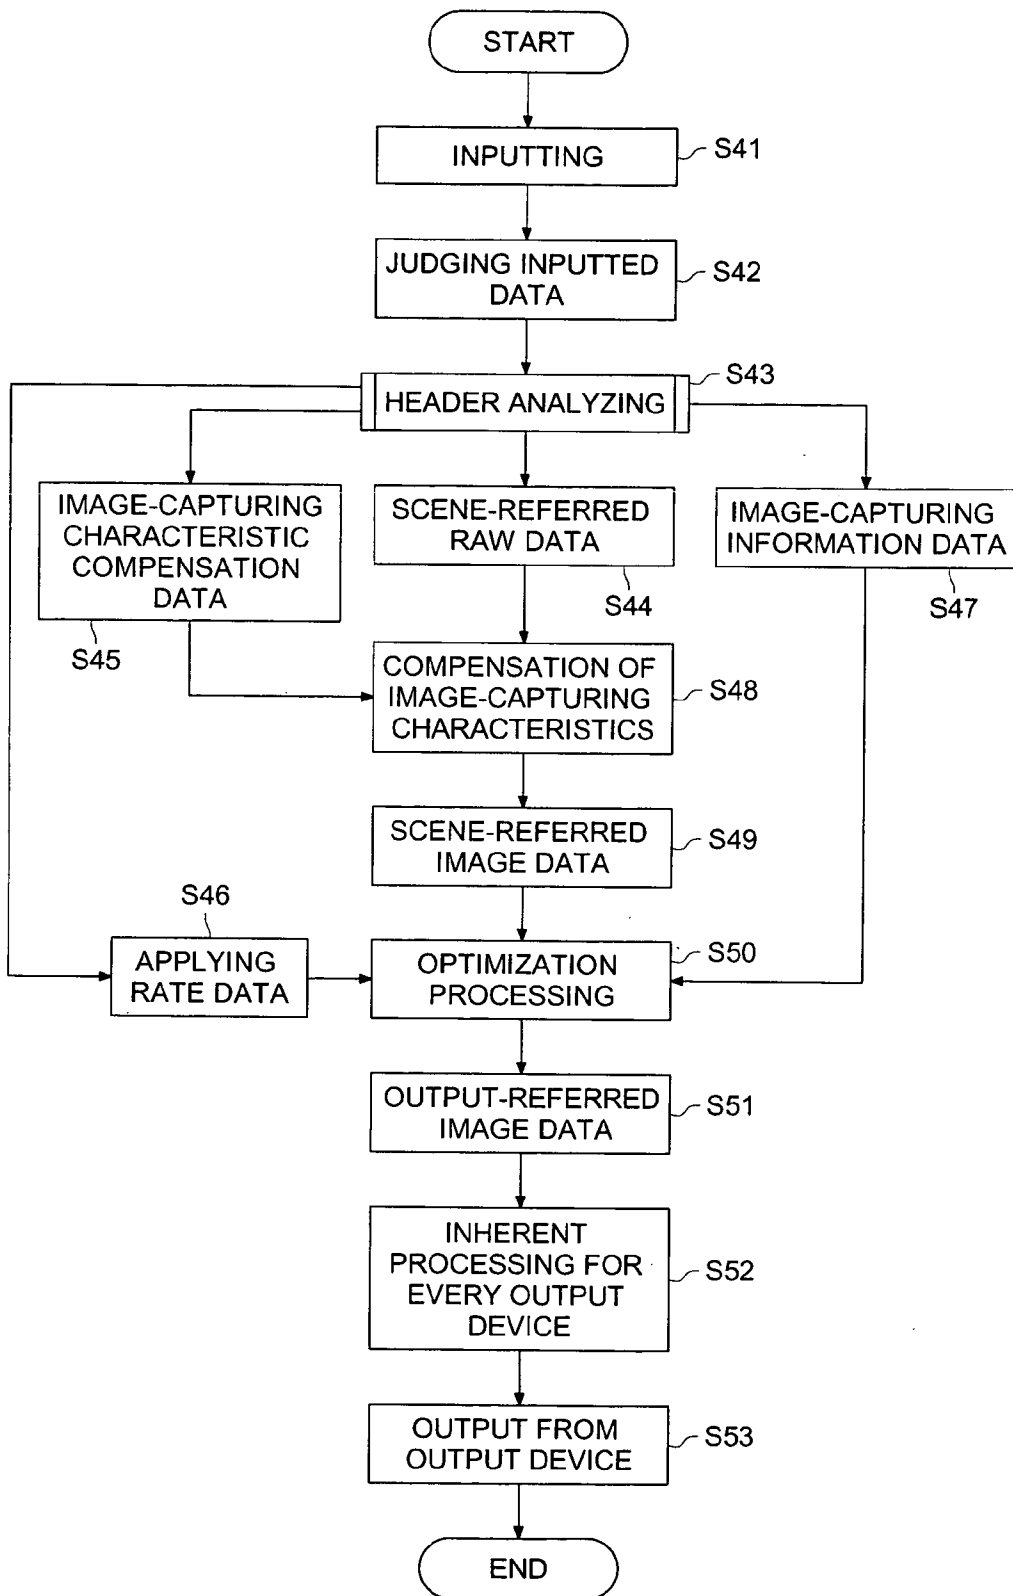 START
INPUTTING
S41
JUDGING INPUTTED
DATA
S42
HEADER ANALYZING
S43
IMAGE-CAPTURING
CHARACTERISTIC
COMPENSATION
DATA
S45
SCENE-REFERRED
RAW DATA
S44
IMAGE-CAPTURING
INFORMATION DATA
S47
COMPENSATION OF
IMAGE-CAPTURING
CHARACTERISTICS
S48
SCENE-REFERRED
IMAGE DATA
S49
S46
APPLYING
RATE DATA
OPTIMIZATION
PROCESSING
S50
OUTPUT-REFERRED
IMAGE DATA
S51
INHERENT
PROCESSING FOR
EVERY OUTPUT
DEVICE
S52
OUTPUT FROM
OUTPUT DEVICE
S53
END